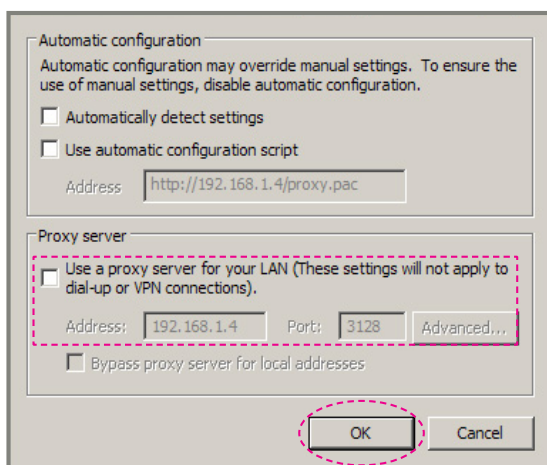 Automatic configuration
Automatic configuration may override manual settings. To ensure the
use of manual settings, disable automatic configuration.
Automatically detect settings
Use automatic configuration script
Address http://192.168.1.4/proxy.pac
Proxy server
Use a proxy server for your LAN (These settings will not apply to
dial-up or VPN connections).
Address: 192.168.1.4 Port: 3128 Advanced...
Bypass proxy server for local addresses
OK Cancel